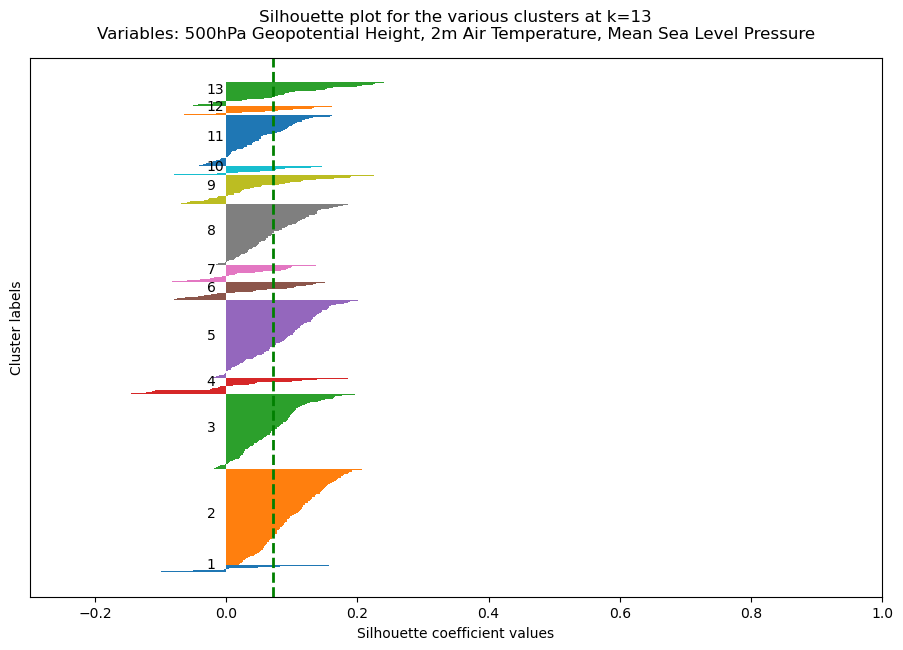 Silhouette plot for the various clusters at k=13
Variables: 500hPa Geopotential Height, 2m Air Temperature, Mean Sea Level Pressure
Cluster labels
13
12
11
10
9
8
7
6
5
4
3
2
1
−0.2 0.0 0.2 0.4 0.6 0.8 1.0
Silhouette coefficient values